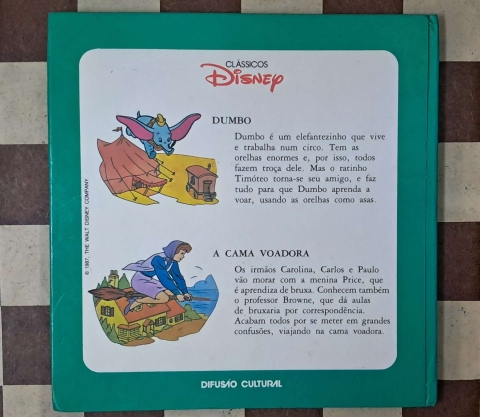 CLÁSSICOS
Disney
DUMBO
Dumbo é um elefantezinho que vive
e trabalha num circo. Tem as
orelhas enormes e, por isso, todos
fazem troça dele. Mas o ratinho
Timóteo torna-se seu amigo, e faz
tudo para que Dumbo aprenda a
voar, usando as orelhas como asas.
© 1987, THE WALT DISNEY COMPANY
A CAMA VOADORA
Os irmãos Carolina, Carlos e Paulo
vão morar com a menina Price, que
é aprendiza de bruxa. Conhecem também
o professor Browne, que dá aulas
de bruxaria por correspondência.
Acabam todos por se meter em grandes
confusões, viajando na cama voadora.
DIFUSÃO CULTURAL